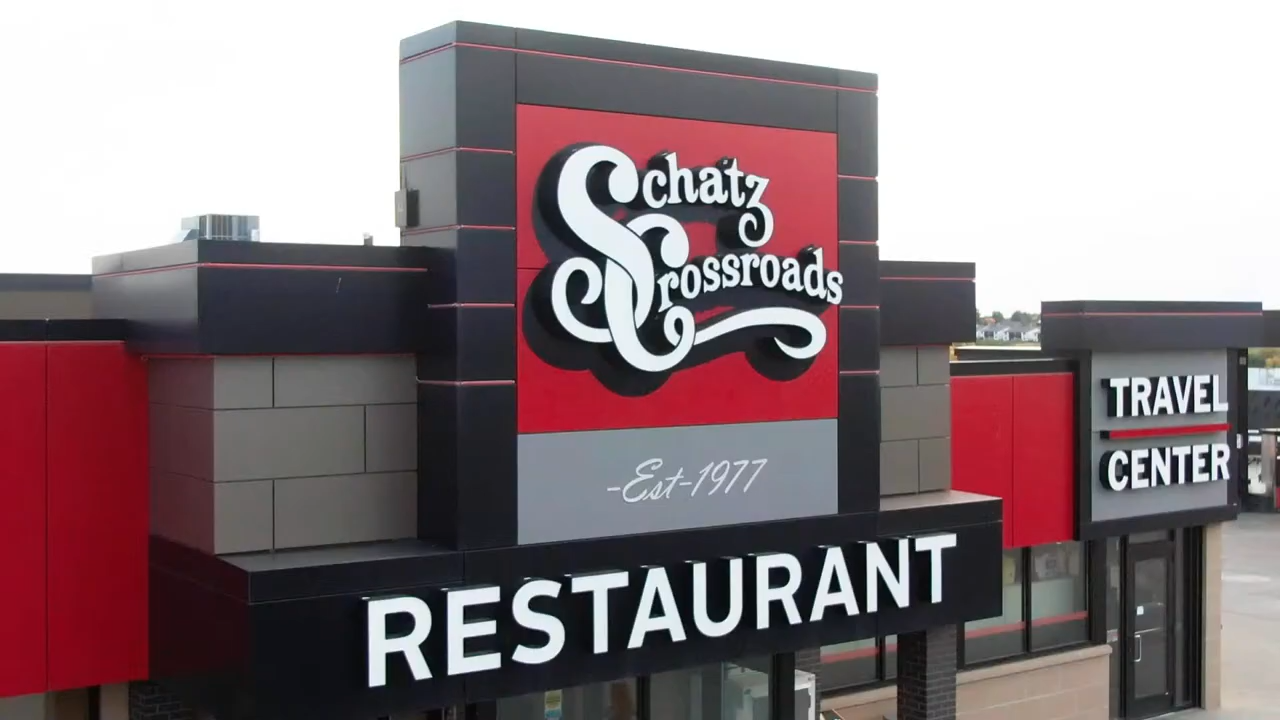 Schatz
Crossroads
-Est-1977
RESTAURANT
TRAVEL
CENTER